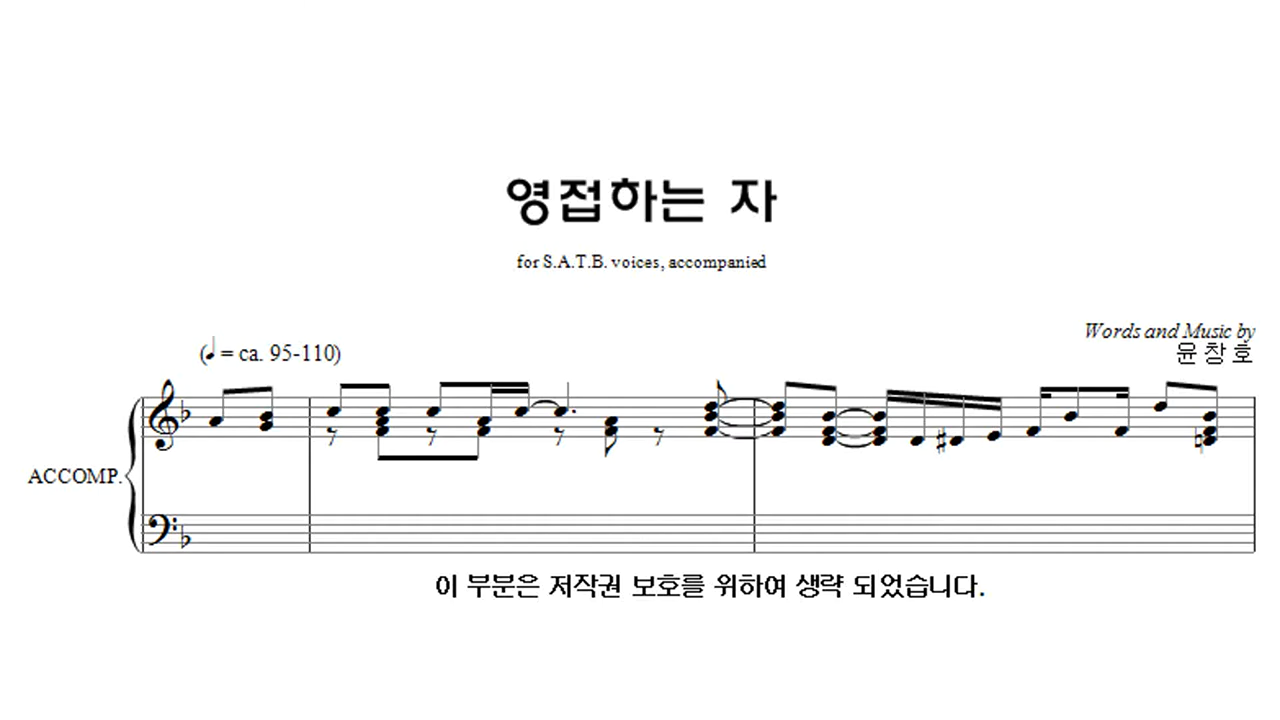 영접하는 자
for S.A.T.B. voices, accompanied
Words and Music by
(♩ = ca. 95-110)
윤 창 호
ACCOMP.
이 부분은 저작권 보호를 위하여 생략 되었습니다.